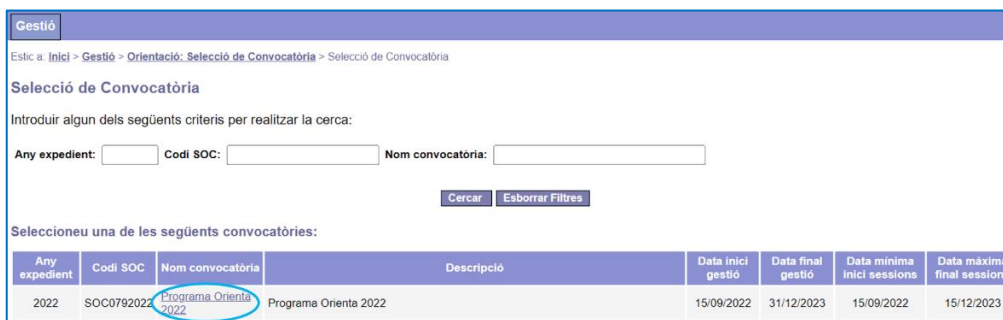 Gestió
Estic a: Inici > Gestió > Orientació: Selecció de Convocatòria > Selecció de Convocatòria
Selecció de Convocatòria
Introduir algun dels següents criteris per realitzar la cerca:
Any expedient: Codi SOC: Nom convocatòria:
Cercar Esborrar Filtres
Seleccioneu una de les següents convocatòries:
Any expedient Codi SOC Nom convocatòria Descripció Data inici gestió Data final gestió Data mínima inici sessions Data máxima final session
2022 SOC0792022 Programa Orienta 2022 Programa Orienta 2022 15/09/2022 31/12/2023 15/09/2022 15/12/2023